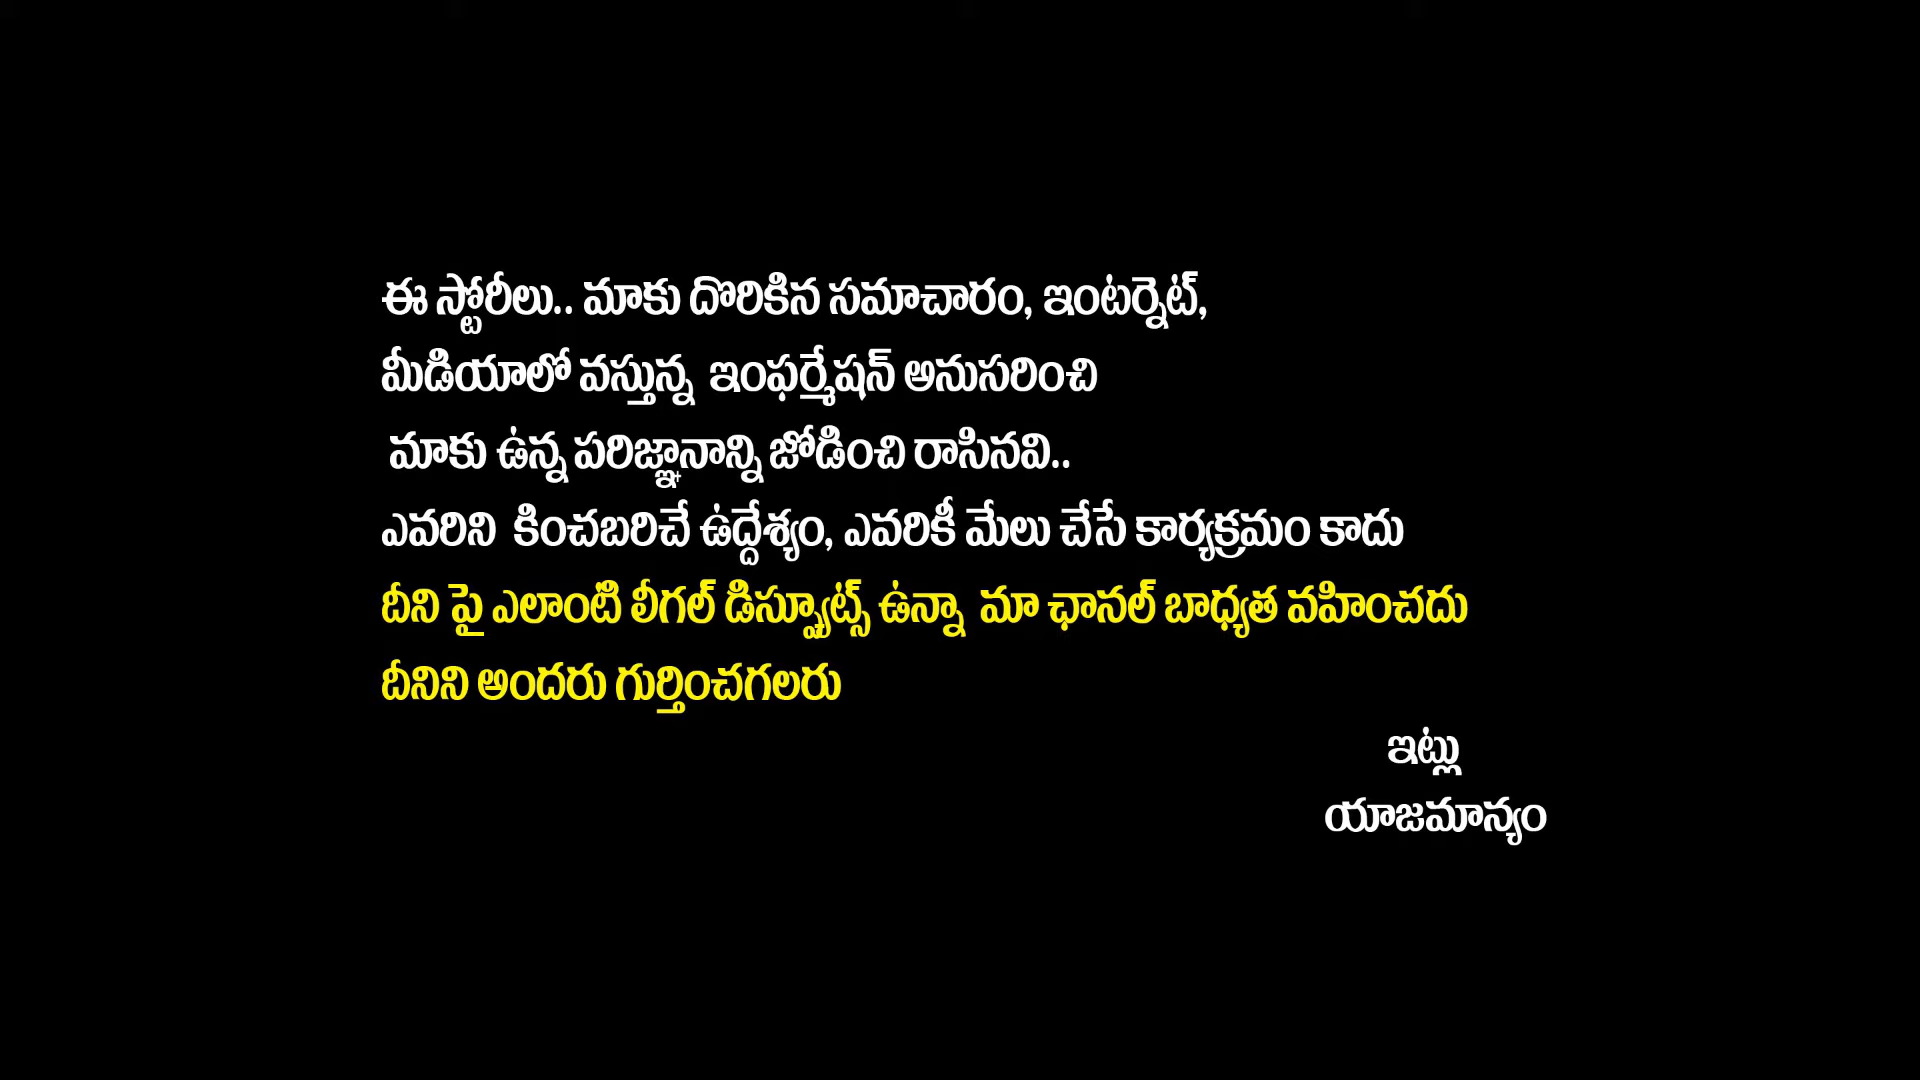 ఈ స్టోరీలు.. మాకు దొరికిన సమాచారం, ఇంటర్నెట్,
మీడియాలో వస్తున్న ఇంఫర్మేషన్ అనుసరించి
మాకు ఉన్న పరిజ్ఞానాన్ని జోడించి రాసినవి..
ఎవరిని కించబరిచే ఉద్దేశ్యం, ఎవరికీ మేలు చేసే కార్యక్రమం కాదు
దీని పై ఎలాంటి లీగల్ డిస్ప్యూట్స్ ఉన్నా మా ఛానల్ బాధ్యత వహించదు
దీనిని అందరు గుర్తించగలరు
ఇట్లు
యాజమాన్యం